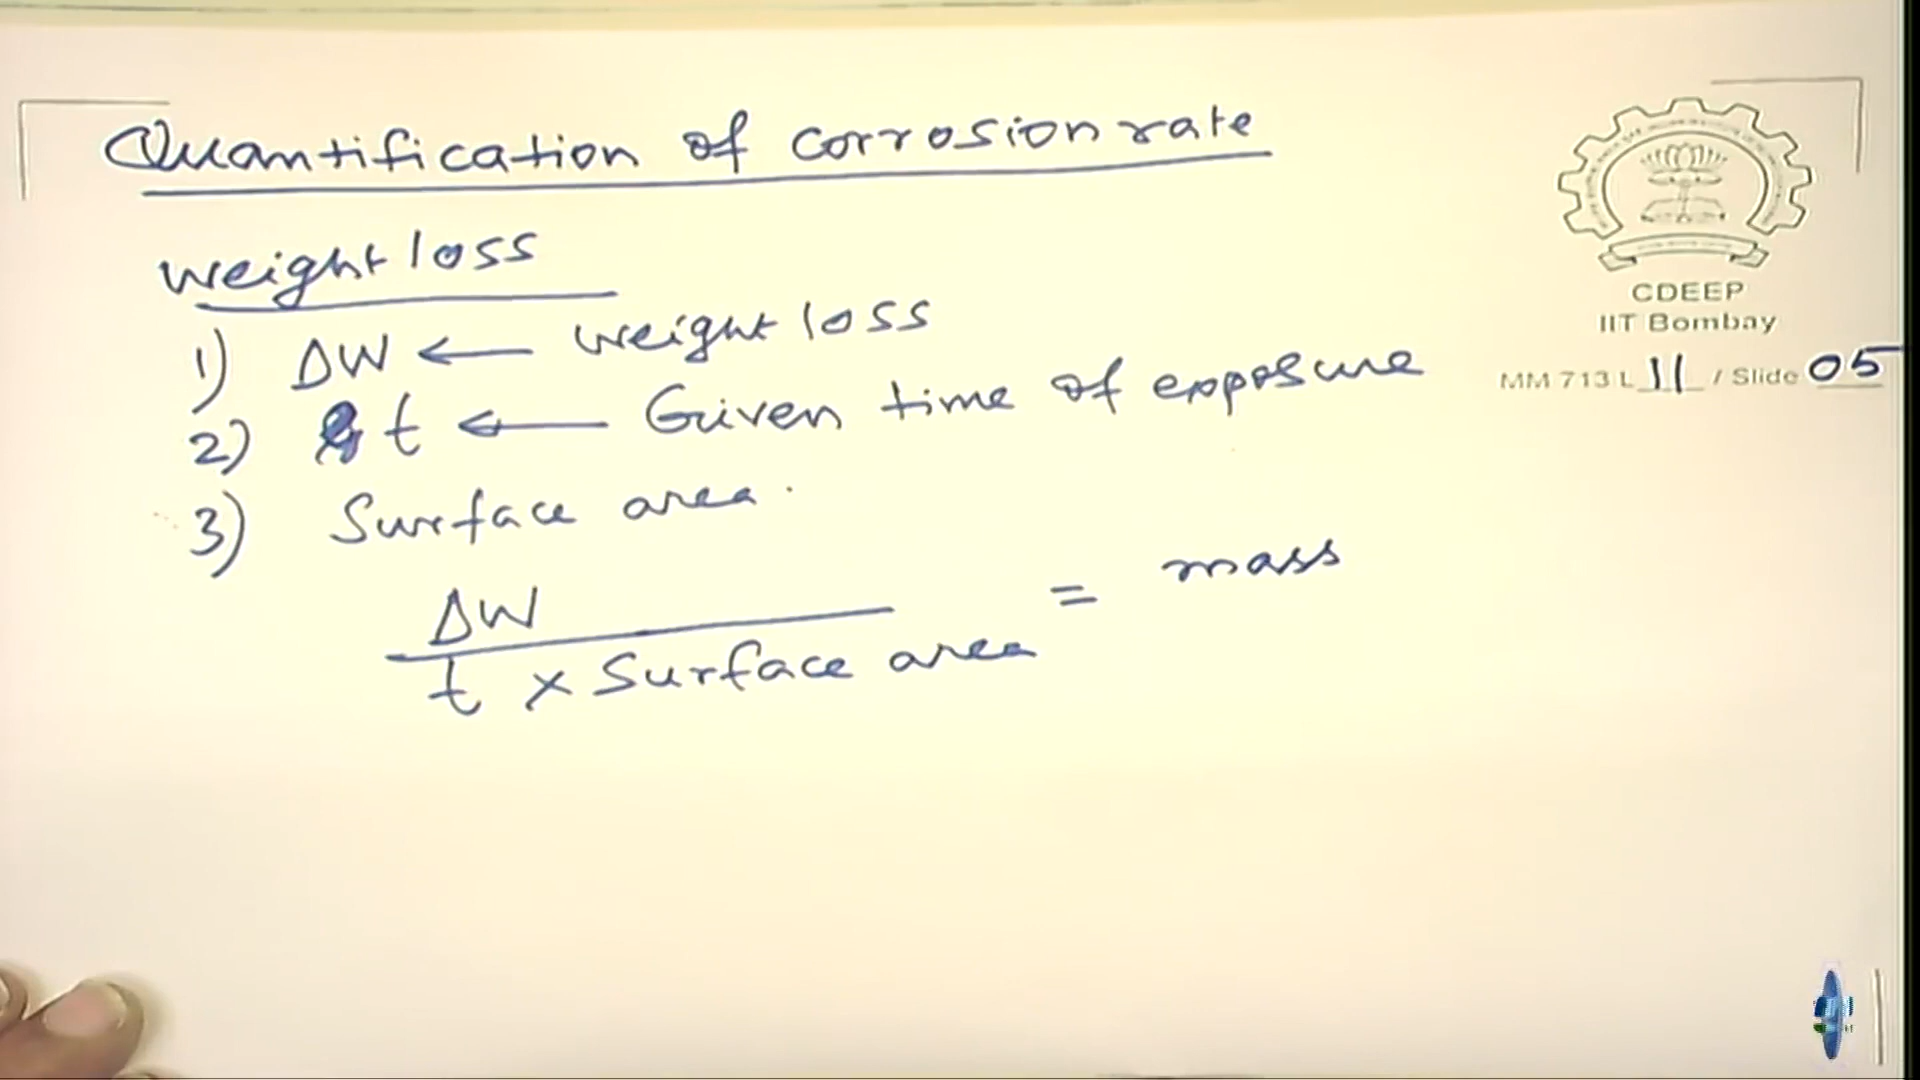 Quantification of corrosion rate
weight loss
1) ΔW ← weight loss
2) t ← Given time of exposure
3) Surface area.
ΔW
t × Surface area
= mass
CDEEP
IIT Bombay
MM 713 L 11 / Slide 05